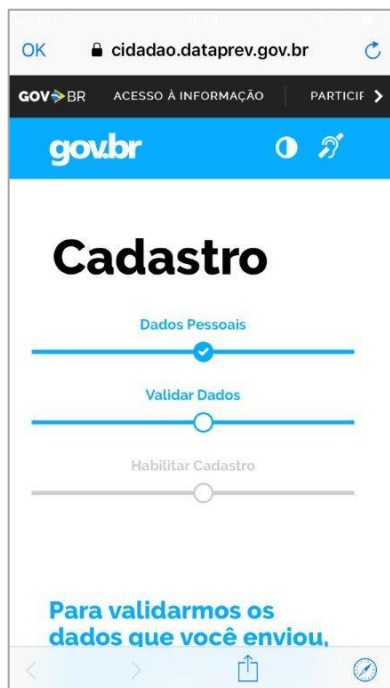 OK cidadao.dataprev.gov.br
GOV BR ACESSO À INFORMAÇÃO PARTICIF
gov.br
Cadastro
Dados Pessoais
Validar Dados
Habilitar Cadastro
Para validarmos os
dados que você enviou,